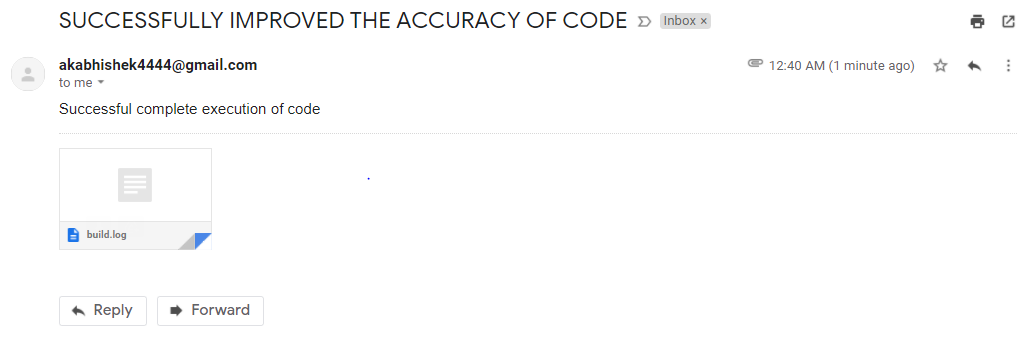 SUCCESSFULLY IMPROVED THE ACCURACY OF CODE Inbox ×
akabhishek4444@gmail.com 12:40 AM (1 minute ago)
to me
Successful complete execution of code
build.log
Reply Forward